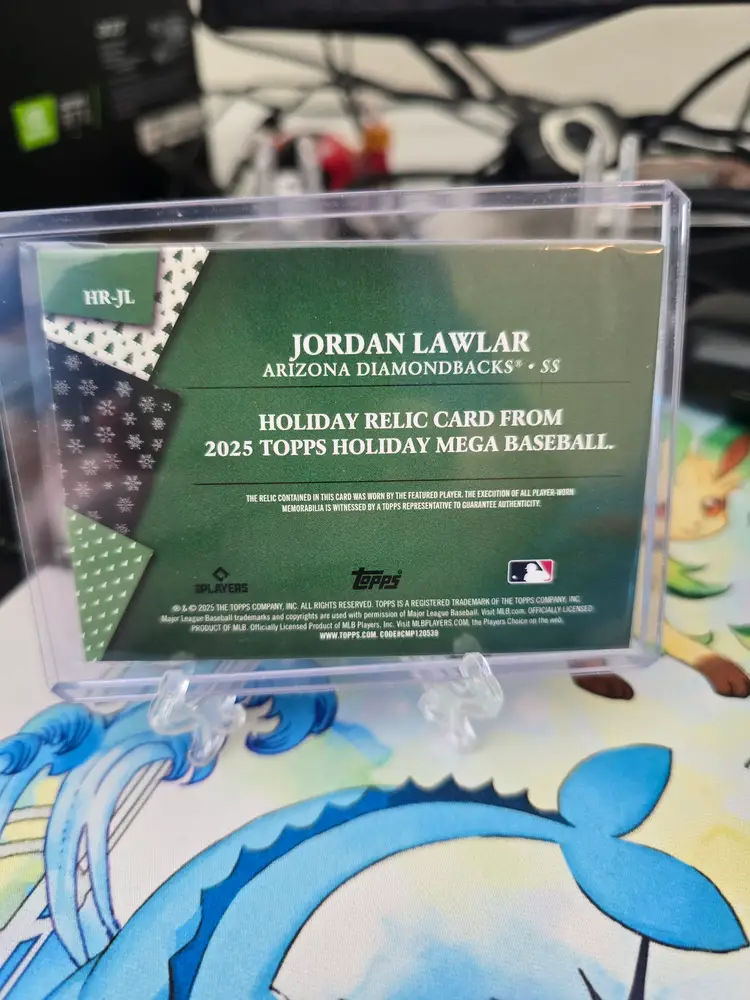 HR-JL
JORDAN LAWLAR
ARIZONA DIAMONDBACKS® • SS
HOLIDAY RELIC CARD FROM
2025 TOPPS HOLIDAY MEGA BASEBALL.
THE RELIC CONTAINED IN THIS CARD WAS WORN BY THE FEATURED PLAYER. THE EXECUTION OF ALL PLAYER-WORN
MEMORABILIA IS WITNESSED BY A TOPPS REPRESENTATIVE TO GUARANTEE AUTHENTICITY.
PLAYERS
Topps®
® & © 2025 THE TOPPS COMPANY, INC. ALL RIGHTS RESERVED. TOPPS IS A REGISTERED TRADEMARK OF THE TOPPS COMPANY, INC.
Major League Baseball trademarks and copyrights are used with permission of Major League Baseball. Visit MLB.com. OFFICIALLY LICENSED
PRODUCT OF MLB. Officially Licensed Product of MLB Players, Inc. Visit MLBPLAYERS.COM, the Players Choice on the web.
WWW.TOPPS.COM. CODE#CMP120539